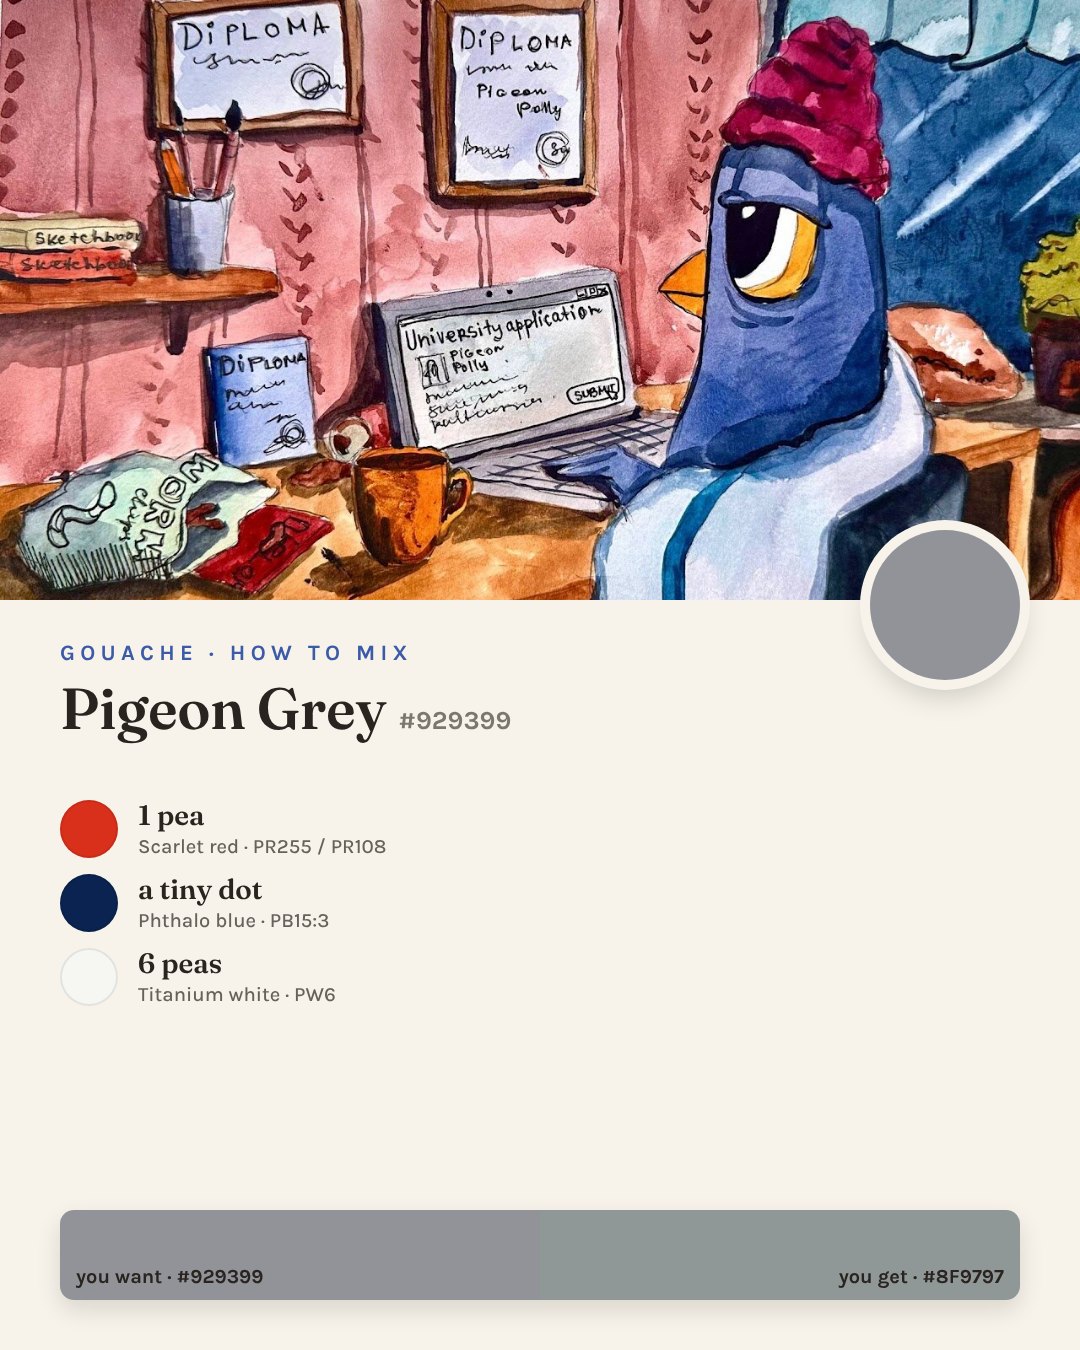 DiPLOMA
DiPLOMA
Pigeon
Polly
Sketchbook
Sketchbook
University application
PiGEON
Polly
SUBMIT
DiPLOMA
WORM
chips
GOUACHE · HOW TO MIX
Pigeon Grey #929399
1 pea
Scarlet red · PR255 / PR108
a tiny dot
Phthalo blue · PB15:3
6 peas
Titanium white · PW6
you want · #929399
you get · #8F9797